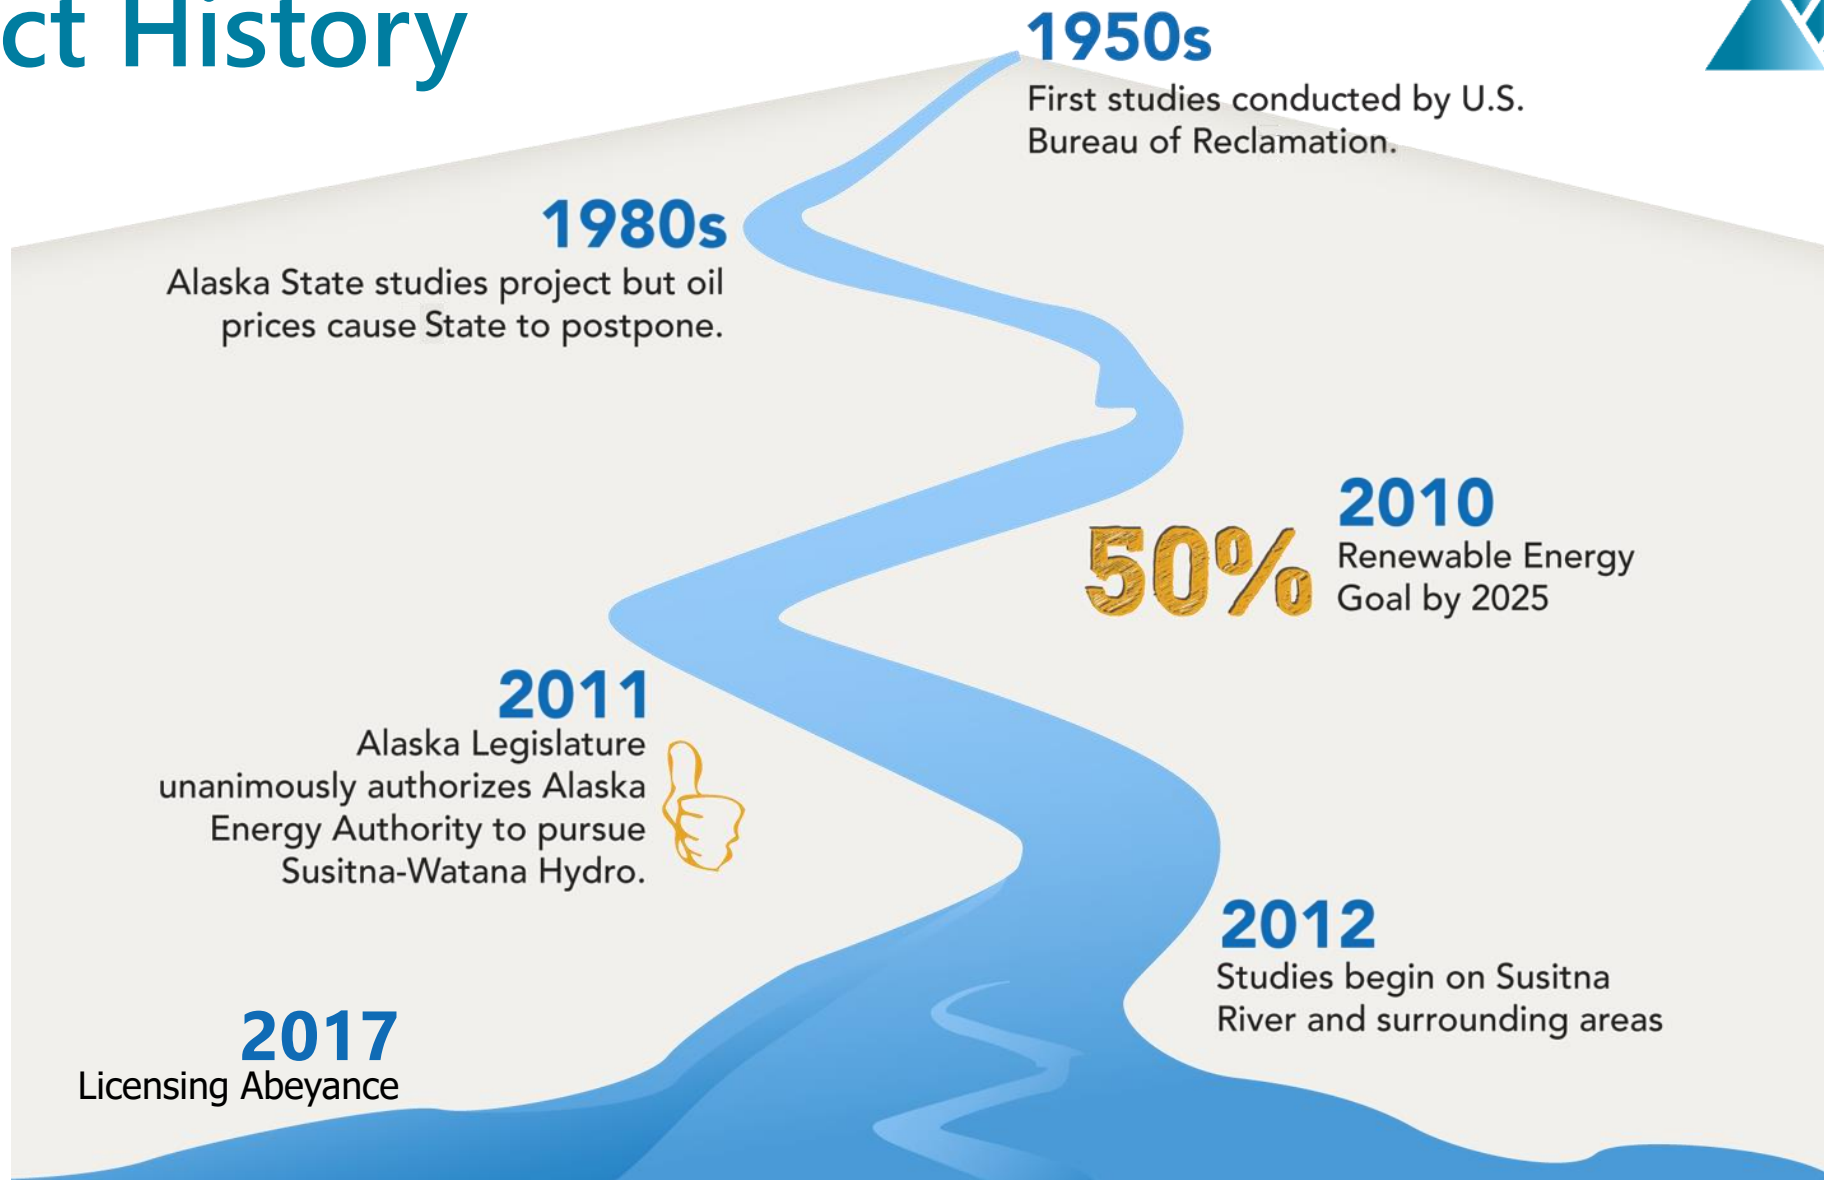 ct History
1950s
First studies conducted by U.S.
Bureau of Reclamation.
1980s
Alaska State studies project but oil
prices cause State to postpone.
50%
2010
Renewable Energy
Goal by 2025
2011
Alaska Legislature
unanimously authorizes Alaska
Energy Authority to pursue
Susitna-Watana Hydro.
2012
Studies begin on Susitna
River and surrounding areas
2017
Licensing Abeyance